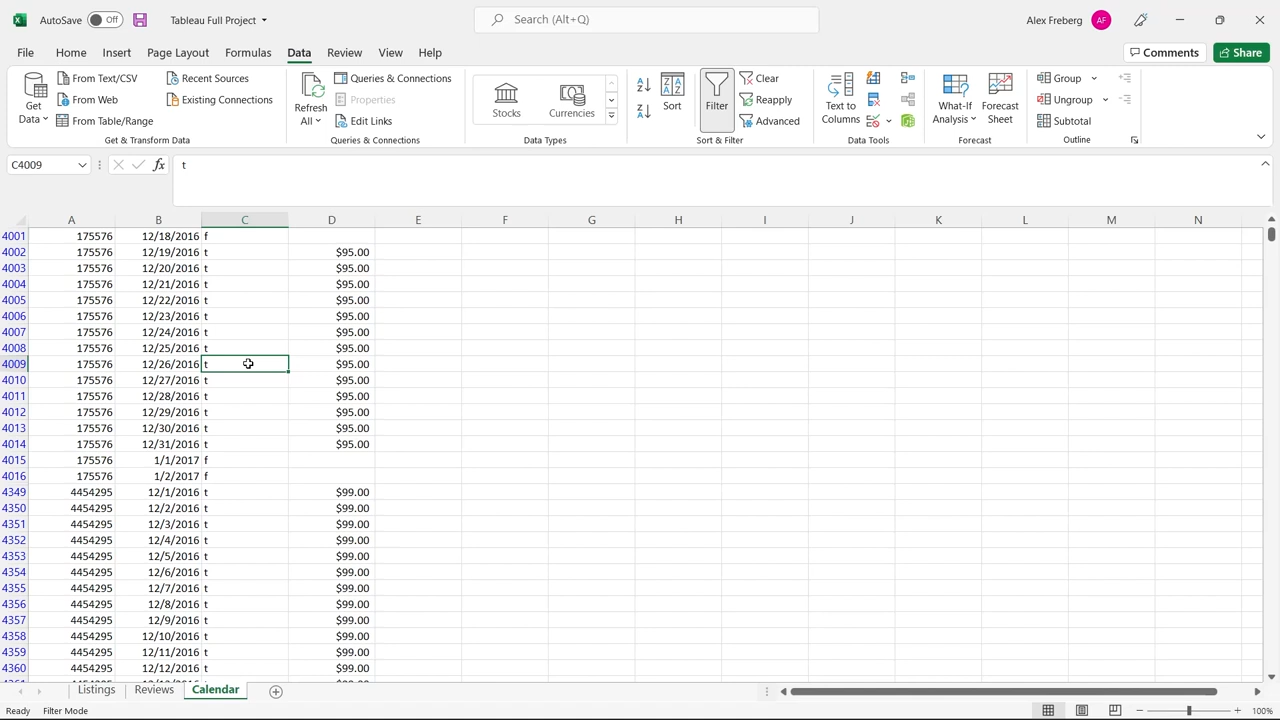 AutoSave Off Tableau Full Project Search (Alt+Q) Alex Freberg AF
File Home Insert Page Layout Formulas Data Review View Help Comments Share
Get Data From Text/CSV From Web From Table/Range Recent Sources Existing Connections
Get & Transform Data
Refresh All Queries & Connections Properties Edit Links
Queries & Connections
Stocks Currencies
Data Types
Sort Filter Clear Reapply Advanced
Sort & Filter
Text to Columns
Data Tools
What-If Analysis Forecast Sheet
Forecast
Group Ungroup Subtotal
Outline
C4009 fx t
A B C D E F G H I J K L M N
4001 175576 12/18/2016 f
4002 175576 12/19/2016 t $95.00
4003 175576 12/20/2016 t $95.00
4004 175576 12/21/2016 t $95.00
4005 175576 12/22/2016 t $95.00
4006 175576 12/23/2016 t $95.00
4007 175576 12/24/2016 t $95.00
4008 175576 12/25/2016 t $95.00
4009 175576 12/26/2016 t $95.00
4010 175576 12/27/2016 t $95.00
4011 175576 12/28/2016 t $95.00
4012 175576 12/29/2016 t $95.00
4013 175576 12/30/2016 t $95.00
4014 175576 12/31/2016 t $95.00
4015 175576 1/1/2017 f
4016 175576 1/2/2017 f
4349 4454295 12/1/2016 t $99.00
4350 4454295 12/2/2016 t $99.00
4351 4454295 12/3/2016 t $99.00
4352 4454295 12/4/2016 t $99.00
4353 4454295 12/5/2016 t $99.00
4354 4454295 12/6/2016 t $99.00
4355 4454295 12/7/2016 t $99.00
4356 4454295 12/8/2016 t $99.00
4357 4454295 12/9/2016 t $99.00
4358 4454295 12/10/2016 t $99.00
4359 4454295 12/11/2016 t $99.00
4360 4454295 12/12/2016 t $99.00
Listings Reviews Calendar
Ready Filter Mode 100%